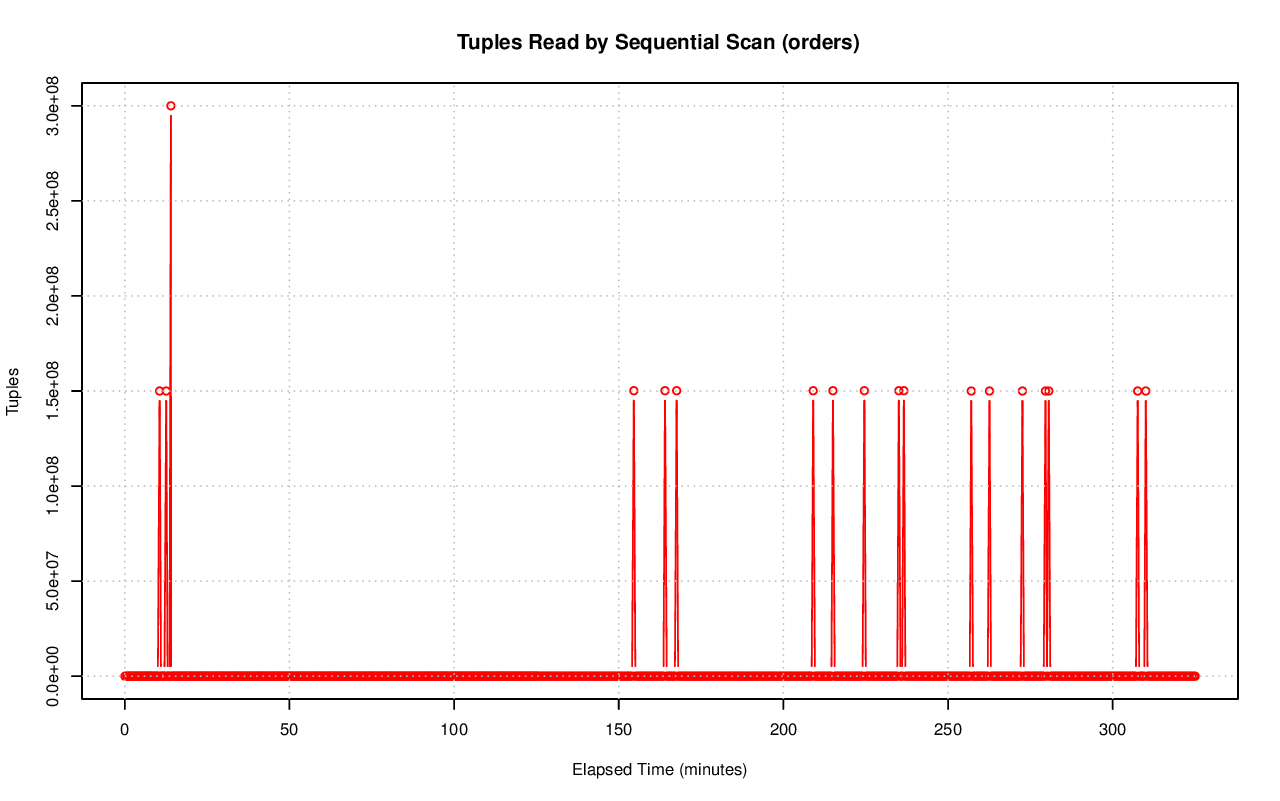 Tuples Read by Sequential Scan (orders)
Tuples
3.0e+08
2.5e+08
2.0e+08
1.5e+08
1.0e+08
5.0e+07
0.0e+00
0 50 100 150 200 250 300
Elapsed Time (minutes)